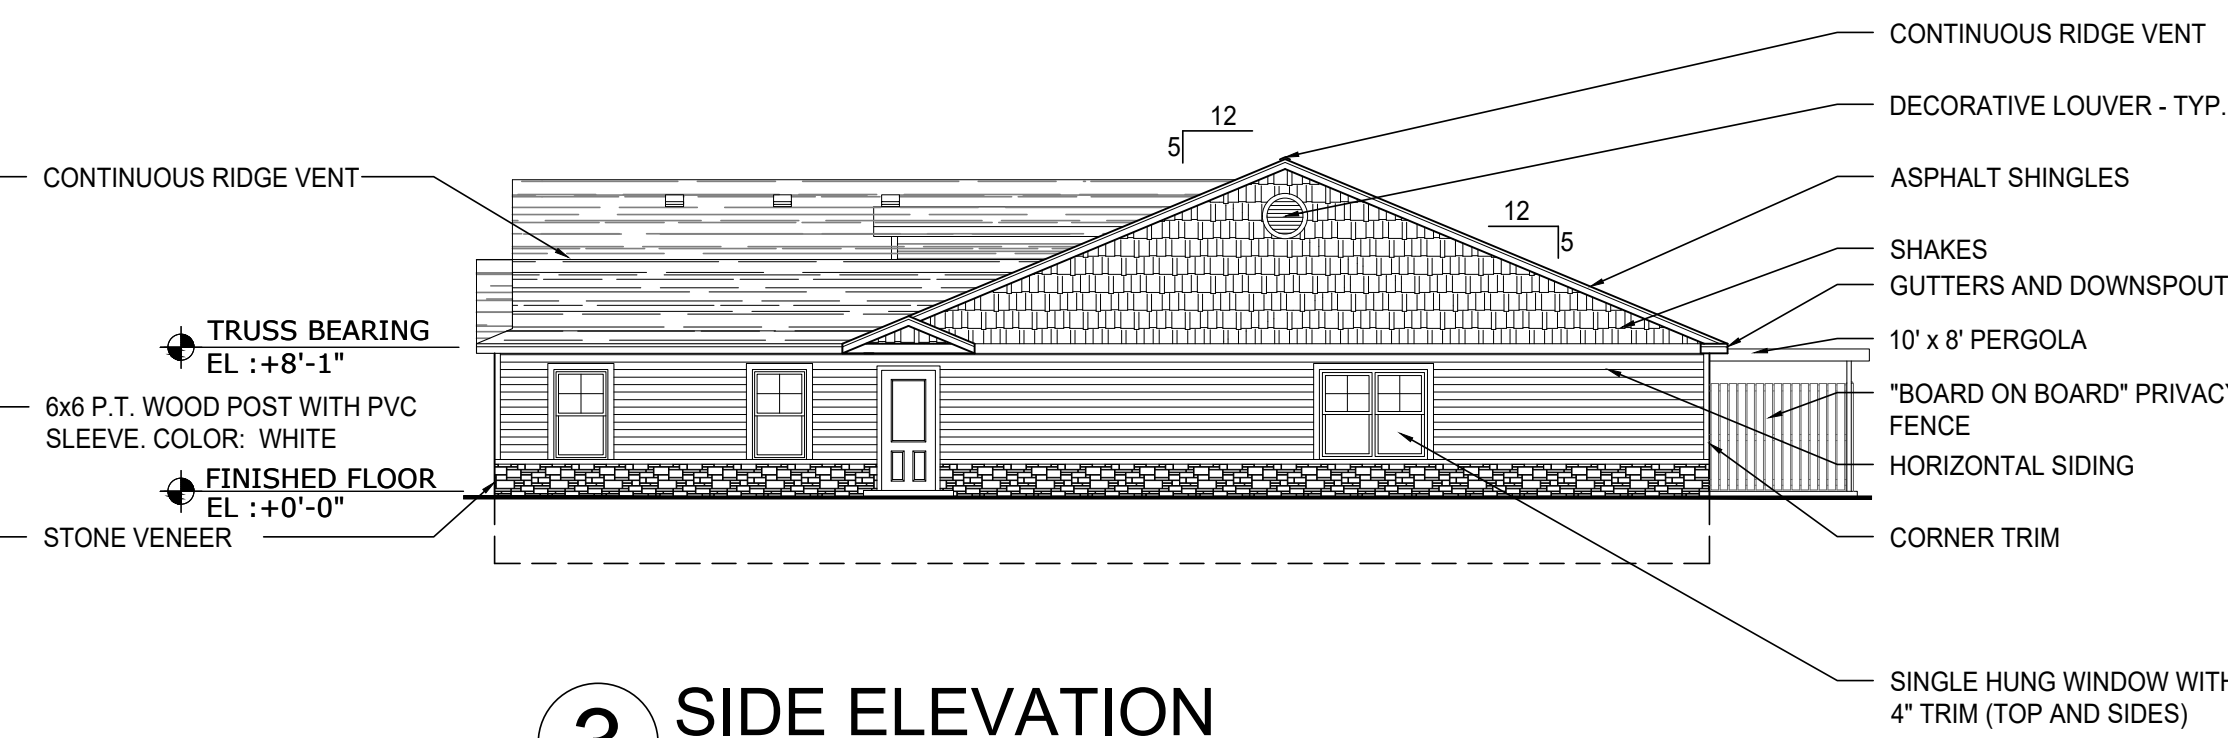 CONTINUOUS RIDGE VENT
DECORATIVE LOUVER - TYP.
12
5
CONTINUOUS RIDGE VENT
ASPHALT SHINGLES
12
5
SHAKES
GUTTERS AND DOWNSPOUT
TRUSS BEARING
EL :+8'-1"
10' x 8' PERGOLA
6x6 P.T. WOOD POST WITH PVC
SLEEVE. COLOR: WHITE
"BOARD ON BOARD" PRIVACY
FENCE
HORIZONTAL SIDING
FINISHED FLOOR
EL :+0'-0"
STONE VENEER
CORNER TRIM
SINGLE HUNG WINDOW WITH
4" TRIM (TOP AND SIDES)
SIDE ELEVATION